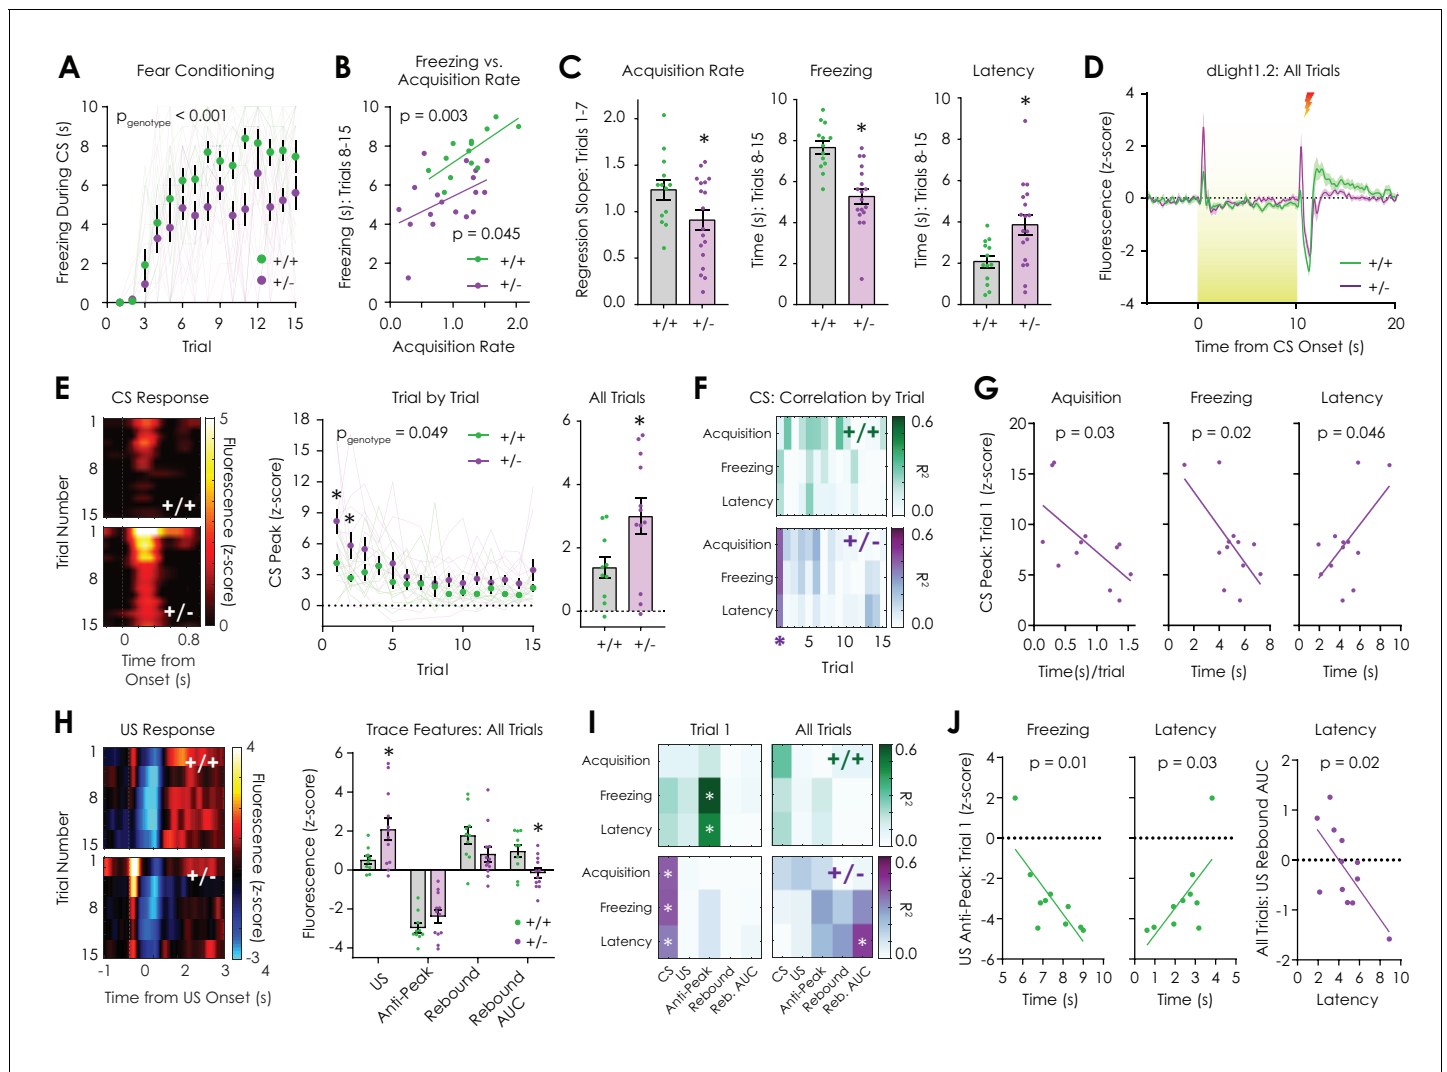 A
Fear Conditioning
Freezing During CS (s)
10
8
6
4
2
0
p genotype < 0.001
+/+
+/-
0
3
6
9
12
15
Trial
B
Freezing vs.
Acquisition Rate
Freezing (s): Trials 8-15
10
8
6
4
2
0
p = 0.003
p = 0.045
+/+
+/-
0.0
1.0
2.0
Acquisition Rate
C
Acquisition Rate
Regression Slope: Trials 1-7
2.0
1.5
1.0
0.5
0.0
*
+/+
+/-
Freezing
Time (s): Trials 8-15
10
8
6
4
2
0
*
+/+
+/-
Latency
Time (s): Trials 8-15
10
8
6
4
2
0
*
+/+
+/-
D
dLight1.2: All Trials
Fluorescence (z-score)
4
2
0
-2
-4
+/+
+/-
0
10
20
Time from CS Onset (s)
E
CS Response
Trial Number
1
8
15
+/+
1
8
15
+/-
0
0.8
Time from
Onset (s)
5
0
Fluorescence (z-score)
Trial by Trial
CS Peak (z-score)
18
15
12
9
6
3
0
p genotype = 0.049
+/+
+/-
*
*
0
5
10
15
Trial
All Trials
6
4
2
0
*
+/+
+/-
F
CS: Correlation by Trial
Acquisition
Freezing
Latency
+/+
0.6
R²
0.0
Acquisition
Freezing
Latency
+/-
0.6
R²
0.0
*
5
10
15
Trial
G
CS Peak: Trial 1 (z-score)
Aquisition
p = 0.03
20
15
10
5
0
0.0
0.5
1.0
1.5
Time(s)/trial
Freezing
p = 0.02
0
2
4
6
8
Time (s)
Latency
p = 0.046
0
2
4
6
8
10
Time (s)
H
US Response
Trial Number
1
8
15
+/+
1
8
15
+/-
-1
0
1
2
3
Time from US Onset (s)
4
-3
4
Fluorescence (z-score)
Trace Features: All Trials
Fluorescence (z-score)
6
4
2
0
-2
-4
*
*
+/+
+/-
US
Anti-Peak
Rebound
Rebound
AUC
I
Trial 1
All Trials
Acquisition
Freezing
Latency
*
*
+/+
0.6
R²
0.0
Acquisition
Freezing
Latency
*
*
*
+/-
*
0.6
R²
0.0
CS
US
Anti-Peak
Rebound
Reb. AUC
CS
US
Anti-Peak
Rebound
Reb. AUC
J
US Anti-Peak: Trial 1 (z-score)
Freezing
p = 0.01
4
2
0
-2
-4
-6
5
6
7
8
9
10
Time (s)
Latency
p = 0.03
0
1
2
3
4
5
Time (s)
All Trials: US Rebound AUC
Latency
p = 0.02
2
1
0
-1
-2
0
2
4
6
8
10
Latency